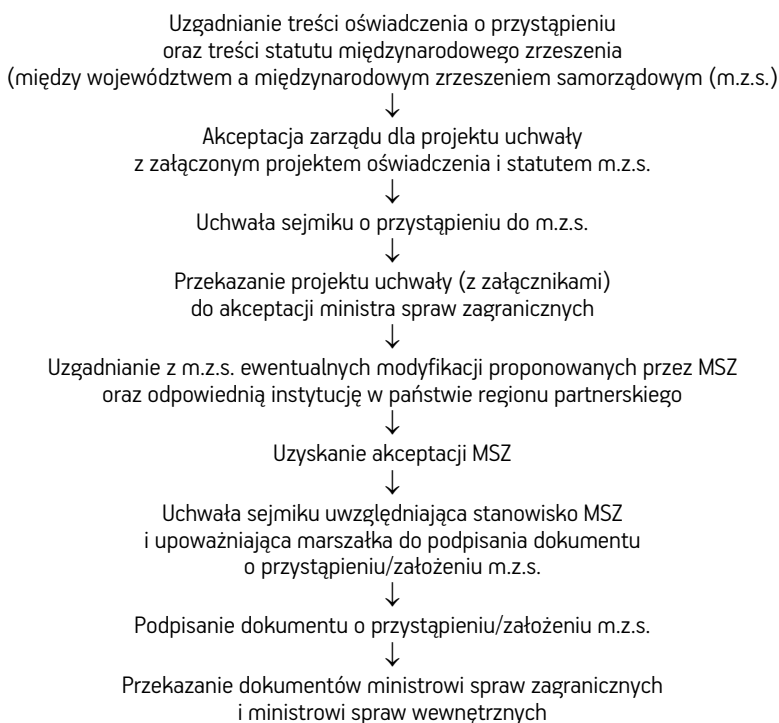 Uzgadnianie treści oświadczenia o przystąpieniu
oraz treści statutu międzynarodowego zrzeszenia
(między województwem a międzynarodowym zrzeszeniem samorządowym (m.z.s.)
↓
Akceptacja zarządu dla projektu uchwały
z załączonym projektem oświadczenia i statutem m.z.s.
↓
Uchwała sejmiku o przystąpieniu do m.z.s.
↓
Przekazanie projektu uchwały (z załącznikami)
do akceptacji ministra spraw zagranicznych
↓
Uzgadnianie z m.z.s. ewentualnych modyfikacji proponowanych przez MSZ
oraz odpowiednią instytucję w państwie regionu partnerskiego
↓
Uzyskanie akceptacji MSZ
↓
Uchwała sejmiku uwzględniająca stanowisko MSZ
i upoważniająca marszałka do podpisania dokumentu
o przystąpieniu/założeniu m.z.s.
↓
Podpisanie dokumentu o przystąpieniu/założeniu m.z.s.
↓
Przekazanie dokumentów ministrowi spraw zagranicznych
i ministrowi spraw wewnętrznych